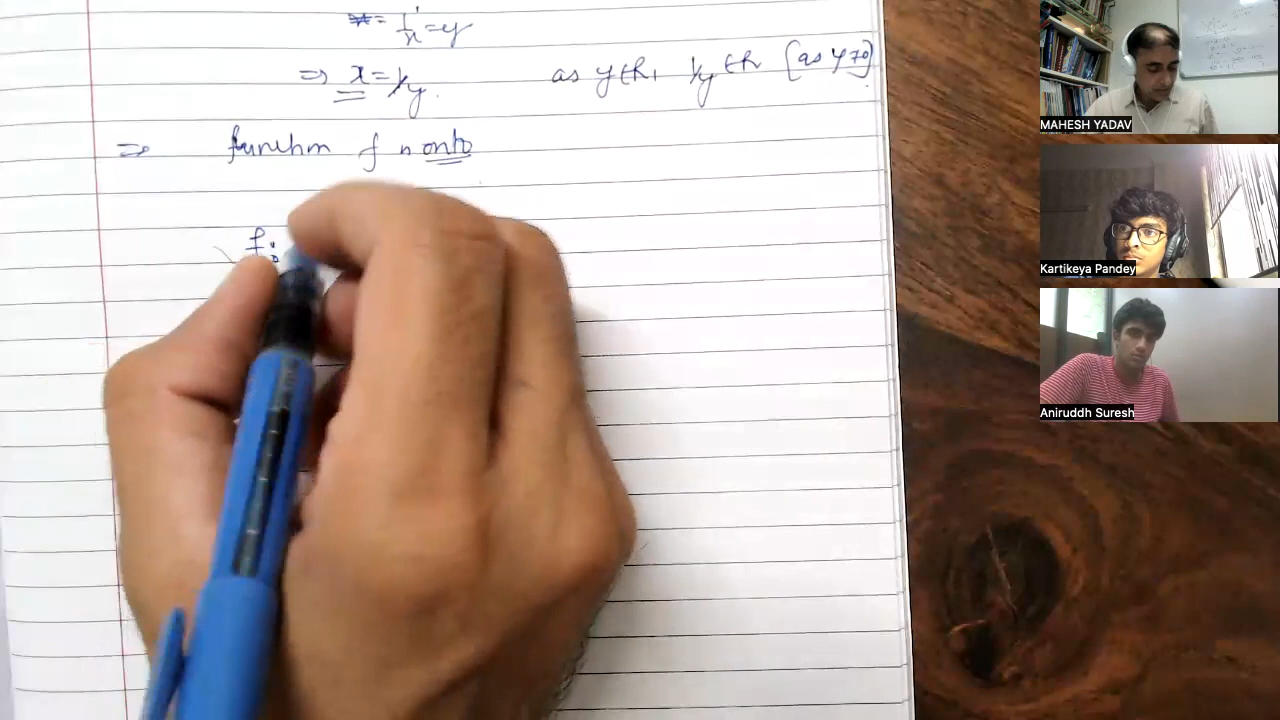 = 1/x = y
⇒ x = 1/y. as y ∈ R, 1/y ∈ R [as y≠0]
⇒ function f is onto
f:
MAHESH YADAV
Kartikeya Pandey
Aniruddh Suresh